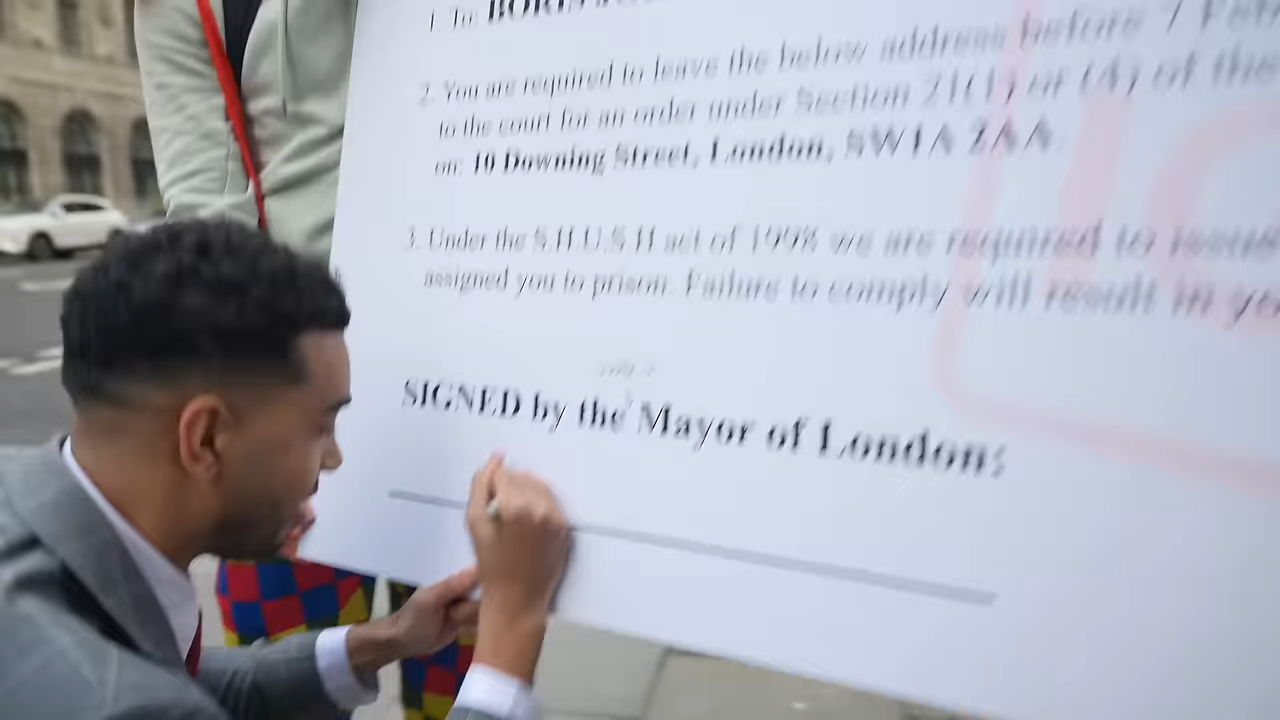 1. To: BORIS
2. You are required to leave the below address before 7
to the court for an order under Section 21(1) or (4) of the
on: 10 Downing Street, London, SW1A 2AA
3. Under the S.H.U.S.H act of 1998 we are required to issue
assigned you to prison. Failure to comply will result in
SIGNED by the Mayor of London: